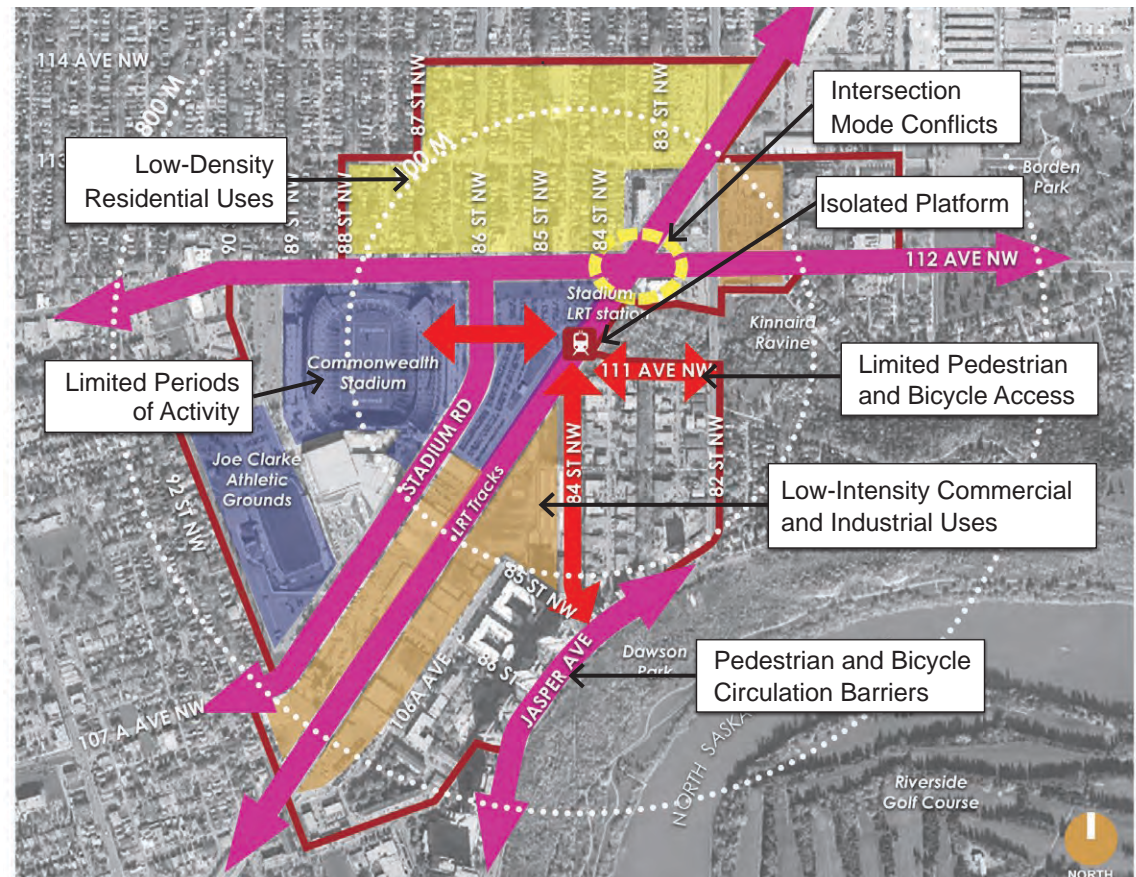 114 AVE NW
800 M
87 ST NW
83 ST NW
Intersection
Mode Conflicts
Low-Density
Residential Uses
Borden
Park
Isolated Platform
90
89 ST NW
88 ST NW
86 ST NW
85 ST NW
84 ST NW
112 AVE NW
Stadium
LRT station
Kinnaird
Ravine
Commonwealth
Stadium
111 AVE NW
Limited Periods
of Activity
Limited Pedestrian
and Bicycle Access
STADIUM RD
Joe Clarke
Athletic
Grounds
92 ST NW
LRT Tracks
84 ST NW
82 ST NW
Low-Intensity Commercial
and Industrial Uses
85 ST NW
86 ST
106A AVE
JASPER AVE
Dawson
Park
Pedestrian and Bicycle
Circulation Barriers
107 A AVE NW
NORTH
Riverside
Golf Course
NORTH